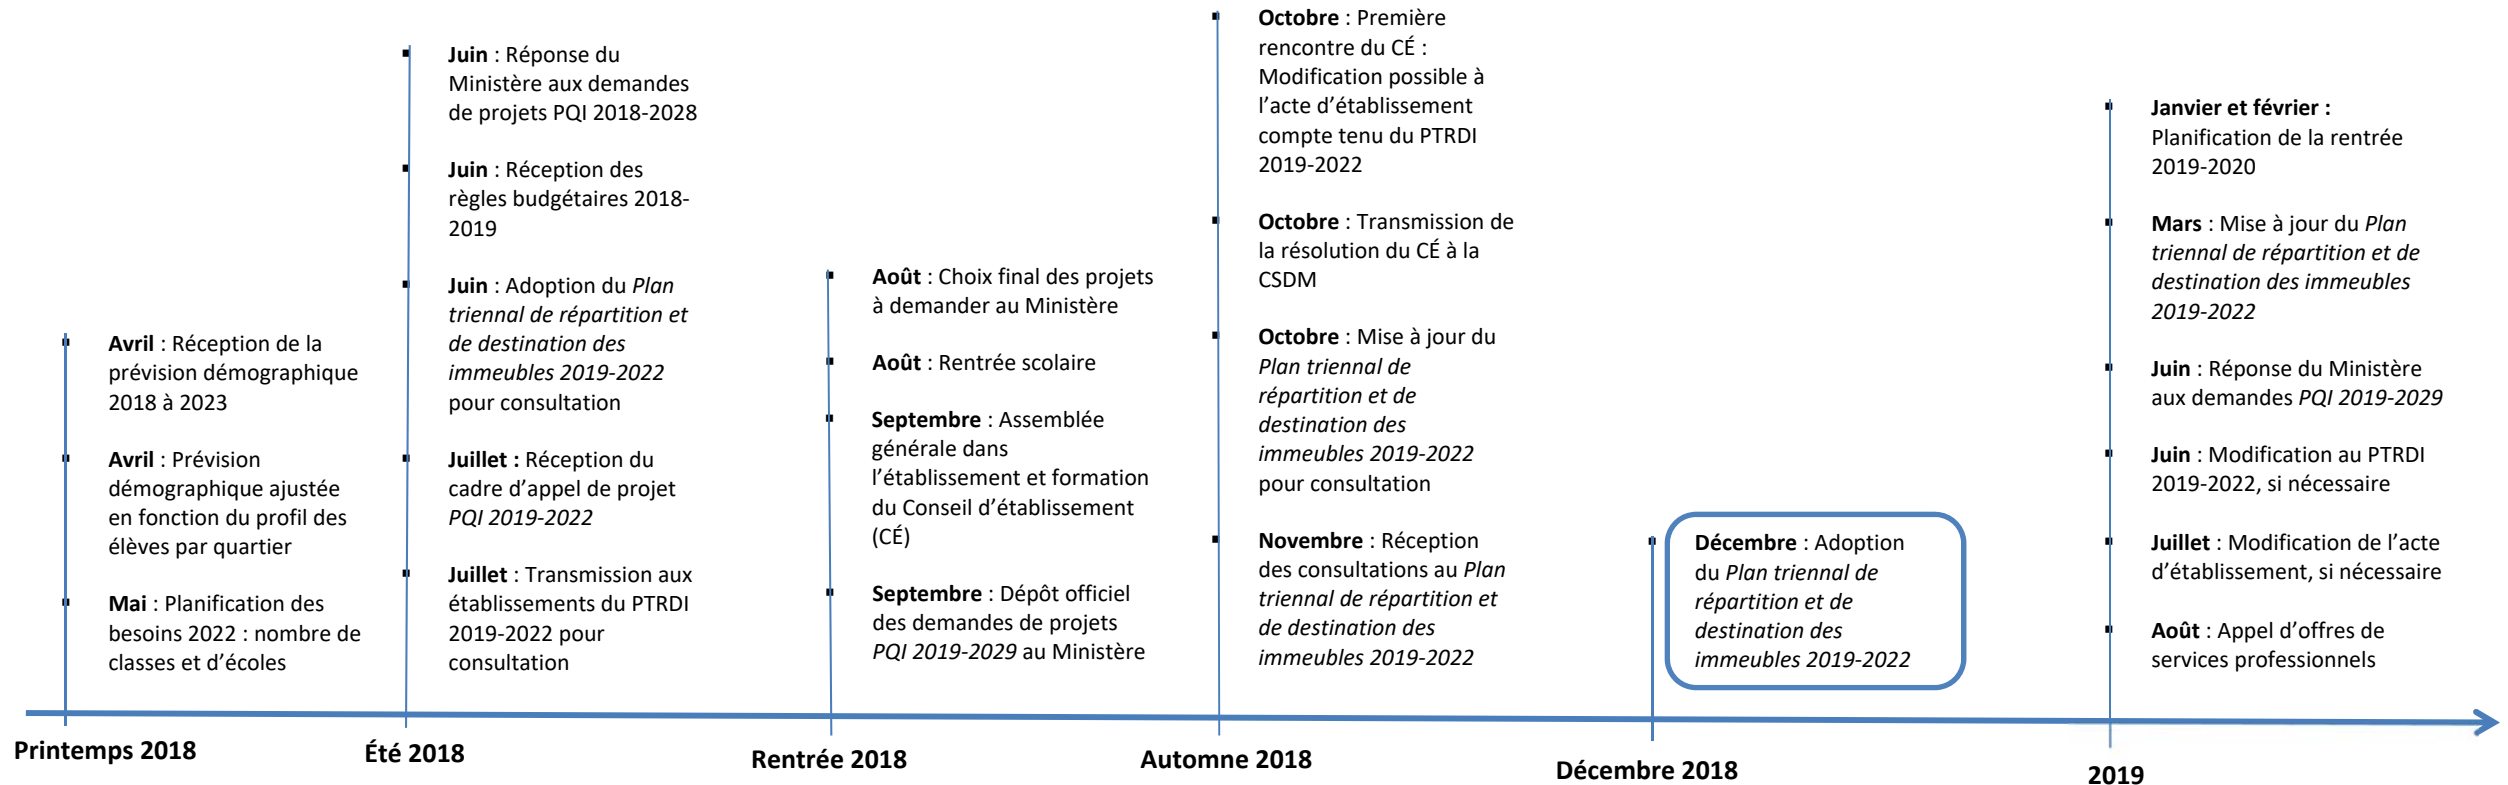 Avril : Réception de la
prévision démographique
2018 à 2023
Avril : Prévision
démographique ajustée
en fonction du profil des
élèves par quartier
Mai : Planification des
besoins 2022 : nombre de
classes et d’écoles
Printemps 2018
Juin : Réponse du
Ministère aux demandes
de projets PQI 2018-2028
Juin : Réception des
règles budgétaires 2018-
2019
Juin : Adoption du Plan
triennal de répartition et
de destination des
immeubles 2019-2022
pour consultation
Juillet : Réception du
cadre d’appel de projet
PQI 2019-2022
Juillet : Transmission aux
établissements du PTRDI
2019-2022 pour
consultation
Été 2018
Août : Choix final des projets
à demander au Ministère
Août : Rentrée scolaire
Septembre : Assemblée
générale dans
l’établissement et formation
du Conseil d’établissement
(CÉ)
Septembre : Dépôt officiel
des demandes de projets
PQI 2019-2029 au Ministère
Rentrée 2018
Octobre : Première
rencontre du CÉ :
Modification possible à
l’acte d’établissement
compte tenu du PTRDI
2019-2022
Octobre : Transmission de
la résolution du CÉ à la
CSDM
Octobre : Mise à jour du
Plan triennal de
répartition et de
destination des
immeubles 2019-2022
pour consultation
Novembre : Réception
des consultations au Plan
triennal de répartition et
de destination des
immeubles 2019-2022
Automne 2018
Décembre : Adoption
du Plan triennal de
répartition et de
destination des
immeubles 2019-2022
Décembre 2018
Janvier et février :
Planification de la rentrée
2019-2020
Mars : Mise à jour du Plan
triennal de répartition et de
destination des immeubles
2019-2022
Juin : Réponse du Ministère
aux demandes PQI 2019-2029
Juin : Modification au PTRDI
2019-2022, si nécessaire
Juillet : Modification de l’acte
d’établissement, si nécessaire
Août : Appel d’offres de
services professionnels
2019